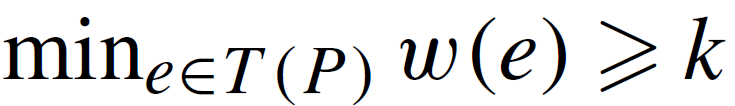 min_{e∈T(P)} w(e) ⩾ k